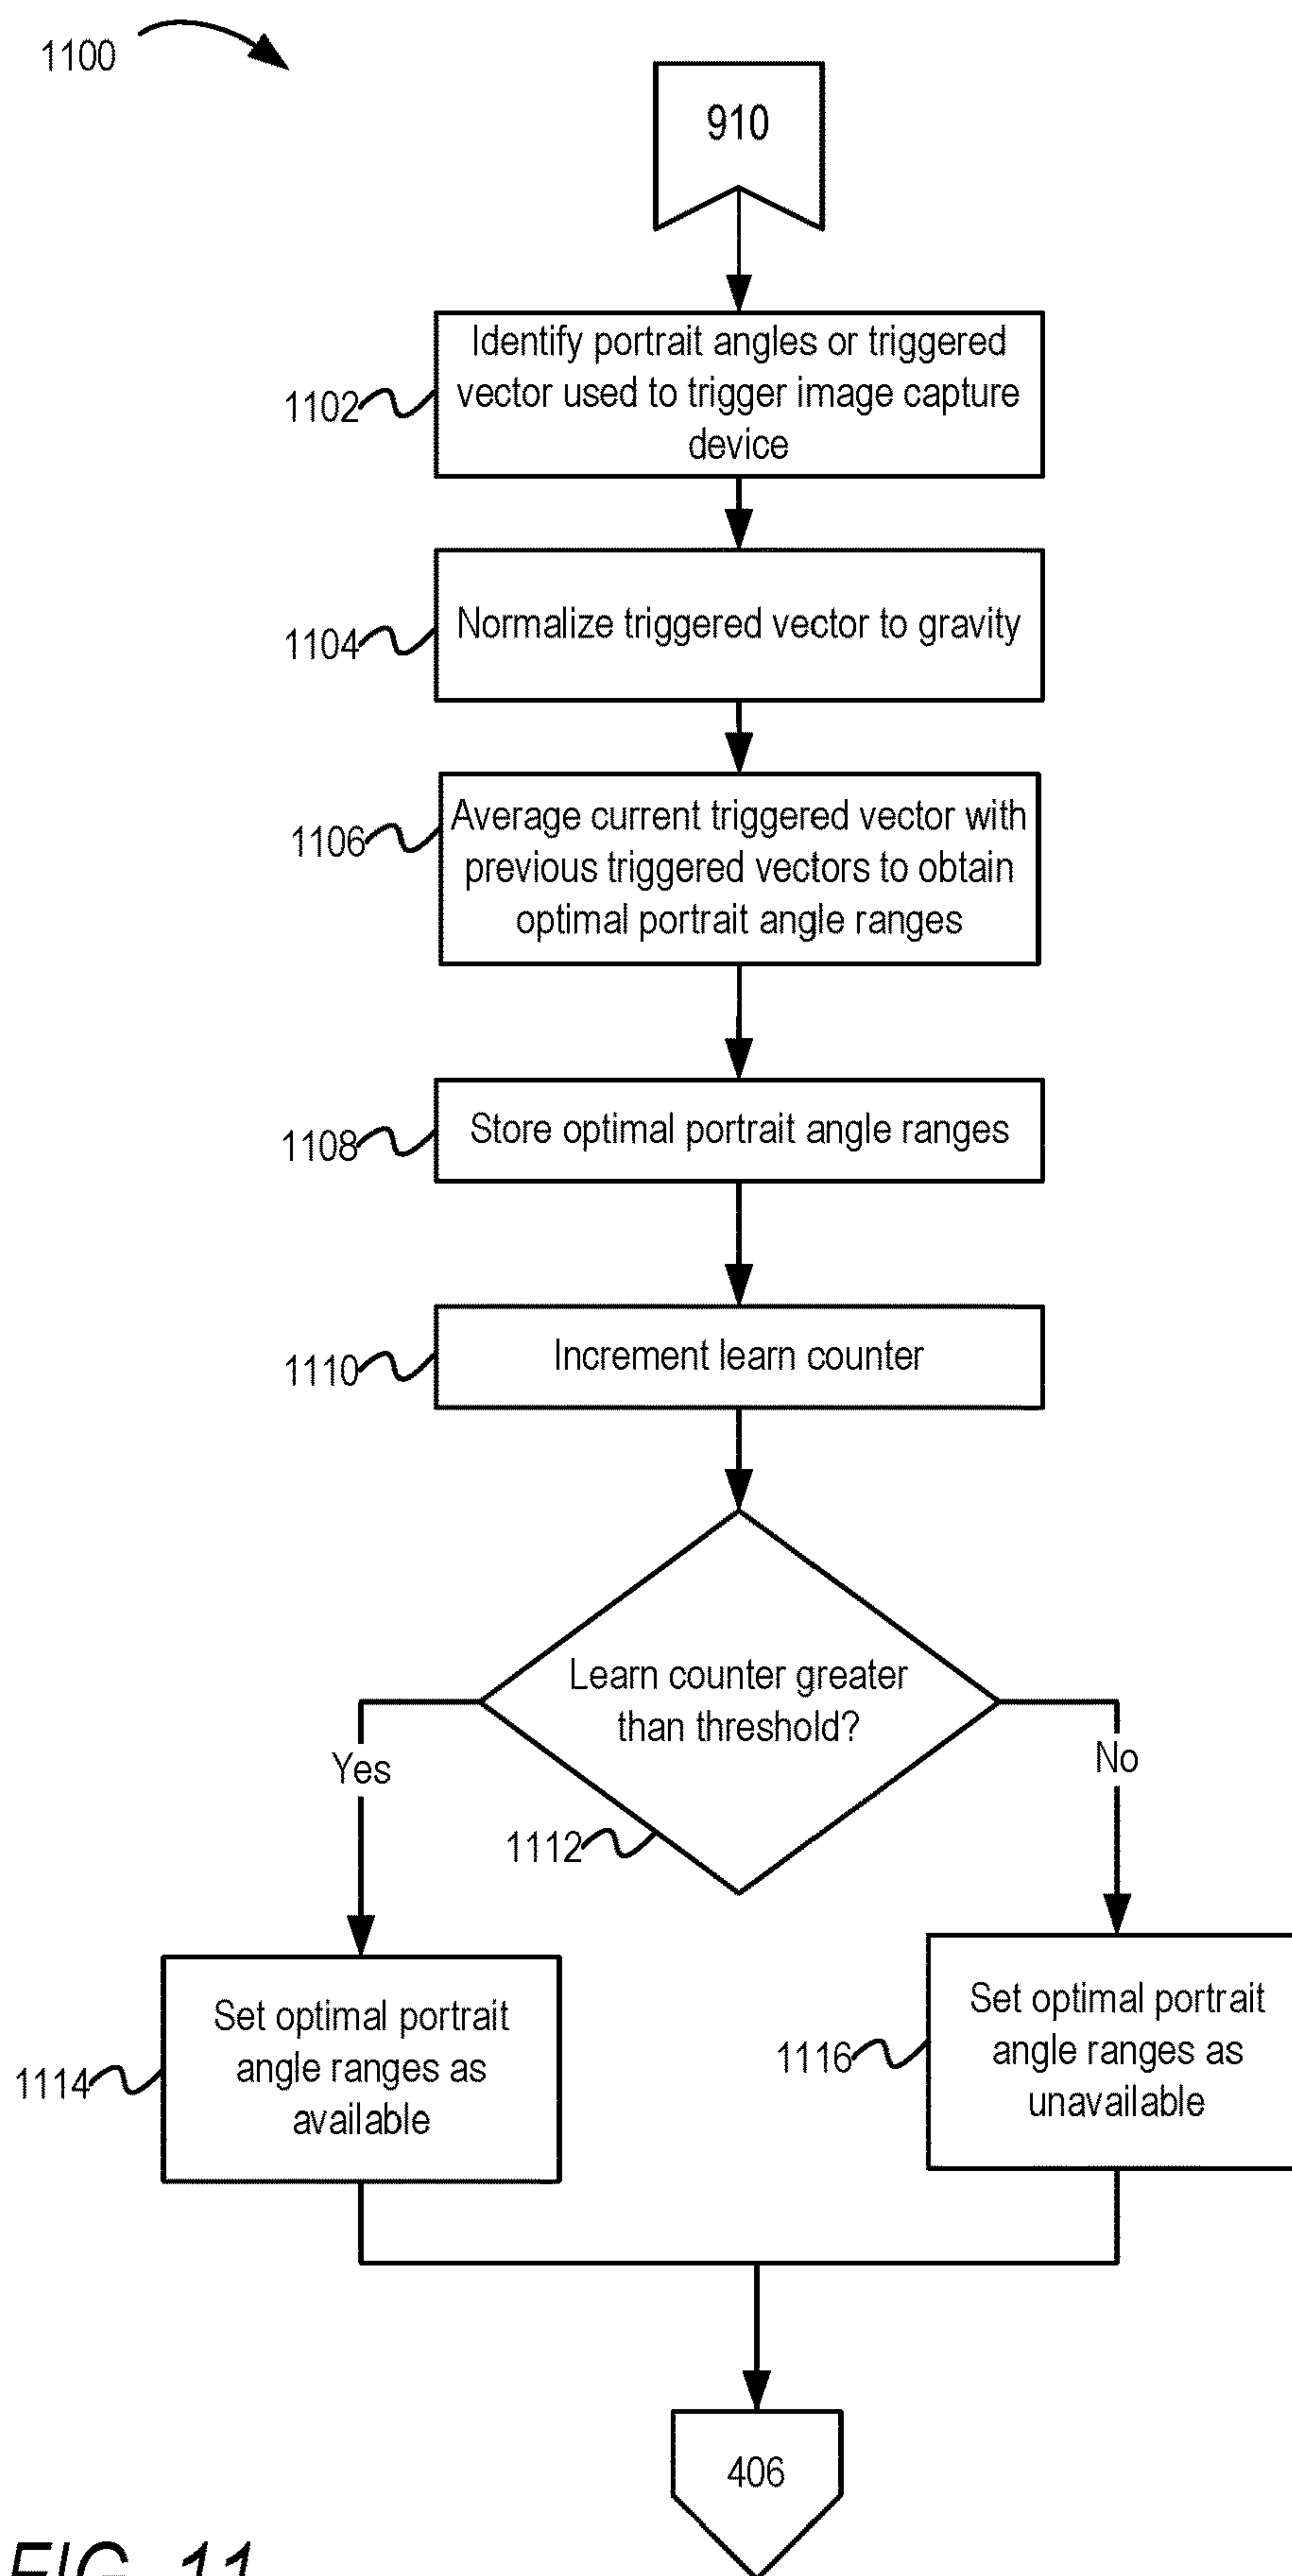 1100
910
Identify portrait angles or triggered
vector used to trigger image capture
device
1102
Normalize triggered vector to gravity
1104
Average current triggered vector with
previous triggered vectors to obtain
optimal portrait angle ranges
1106
Store optimal portrait angle ranges
1108
Increment learn counter
1110
Learn counter greater
than threshold?
Yes
No
1112
Set optimal portrait
angle ranges as
available
1114
Set optimal portrait
angle ranges as
unavailable
1116
406
FIG. 11